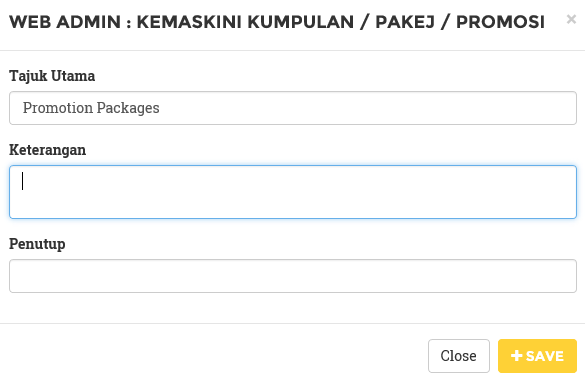 WEB ADMIN : KEMASKINI KUMPULAN / PAKEJ / PROMOSI ×
Tajuk Utama
Promotion Packages
Keterangan
Penutup
Close + SAVE